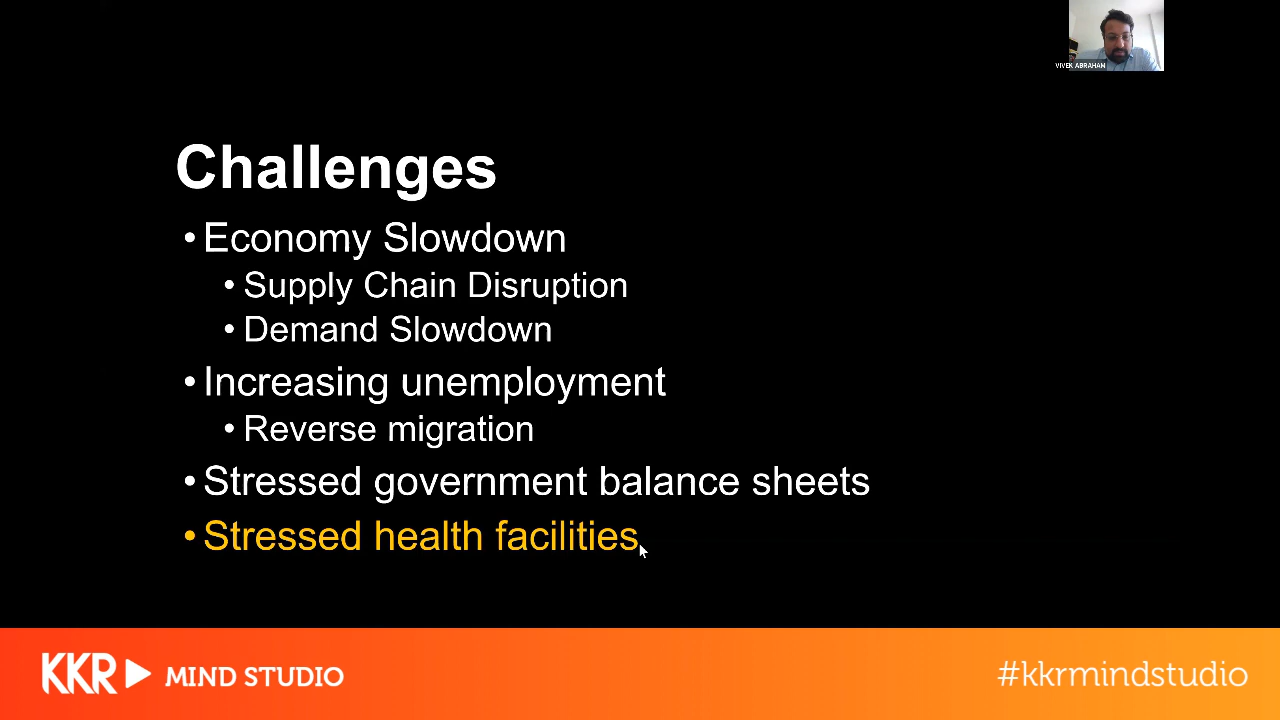 VIVEK ABRAHAM
Challenges
• Economy Slowdown
• Supply Chain Disruption
• Demand Slowdown
• Increasing unemployment
• Reverse migration
• Stressed government balance sheets
• Stressed health facilities
KKR MIND STUDIO
#kkrmindstudio